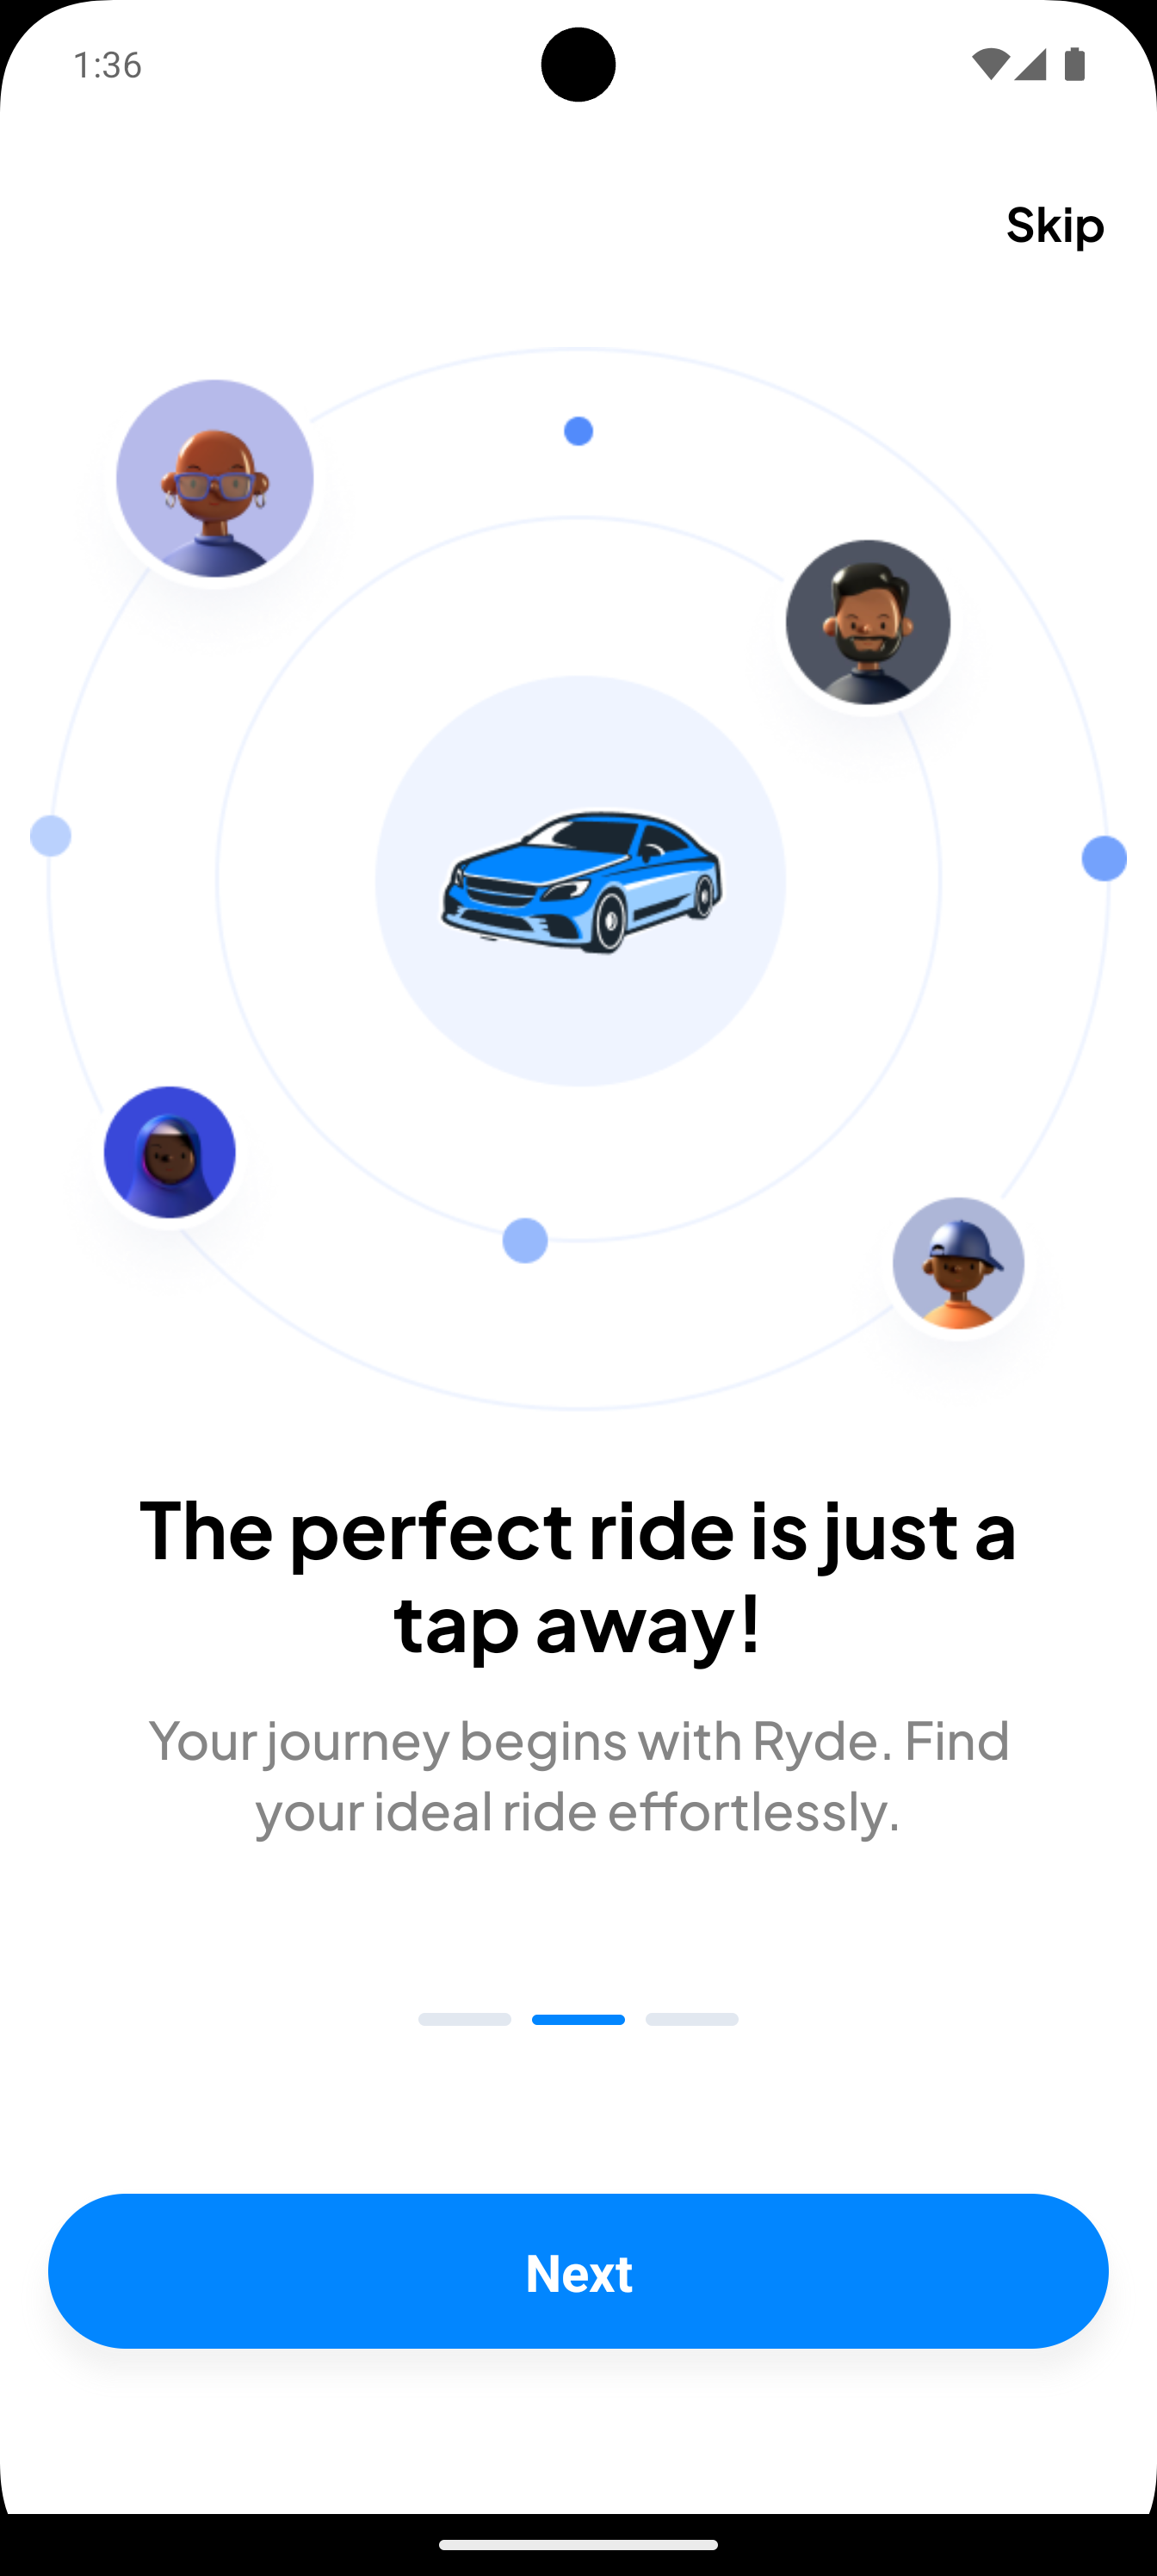 1:36
Skip
The perfect ride is just a
tap away!
Your journey begins with Ryde. Find
your ideal ride effortlessly.
Next